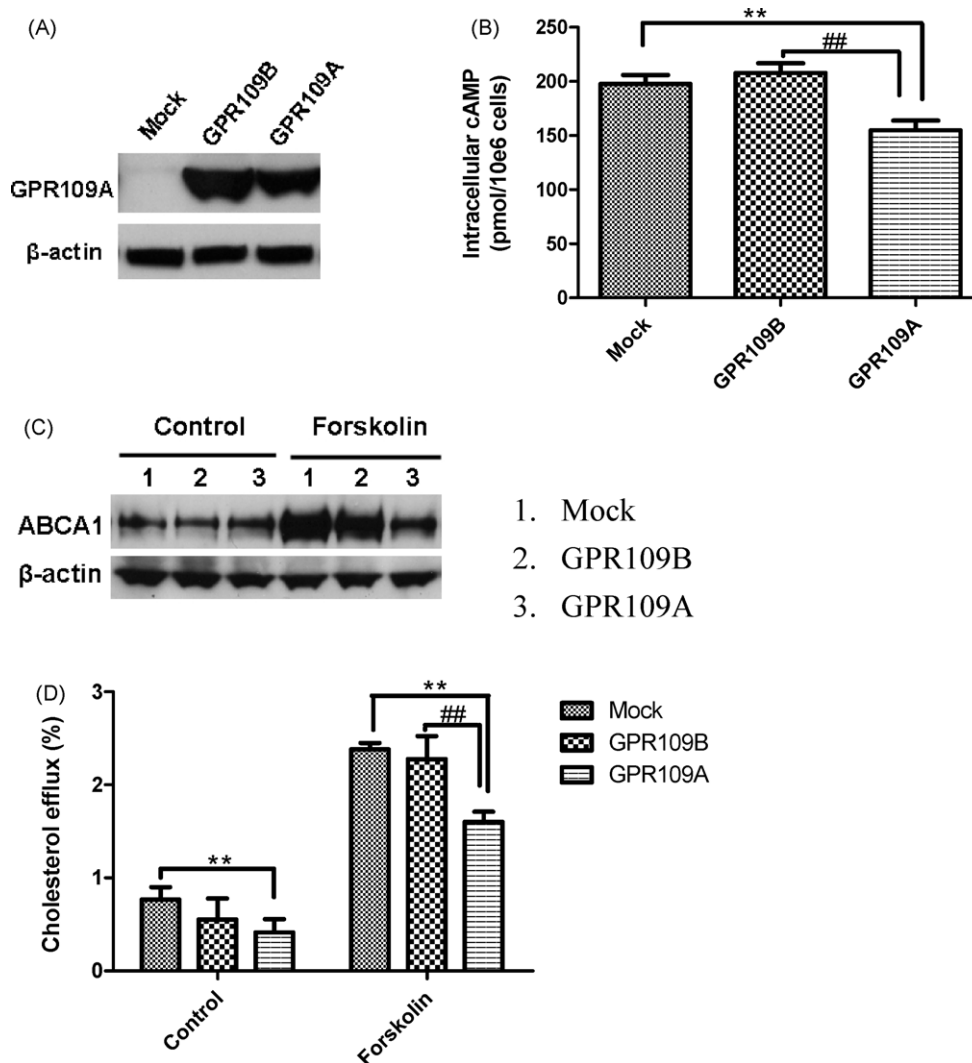 (A)
Mock
GPR109B
GPR109A
GPR109A
β-actin
(B)
**
##
Intracellular cAMP
(pmol/10e6 cells)
250
200
150
100
50
0
Mock
GPR109B
GPR109A
(C)
Control Forskolin
1 2 3 1 2 3
ABCA1
β-actin
1. Mock
2. GPR109B
3. GPR109A
(D)
Cholesterol efflux (%)
3
2
1
0
**
**
##
Control
Forskolin
Mock
GPR109B
GPR109A